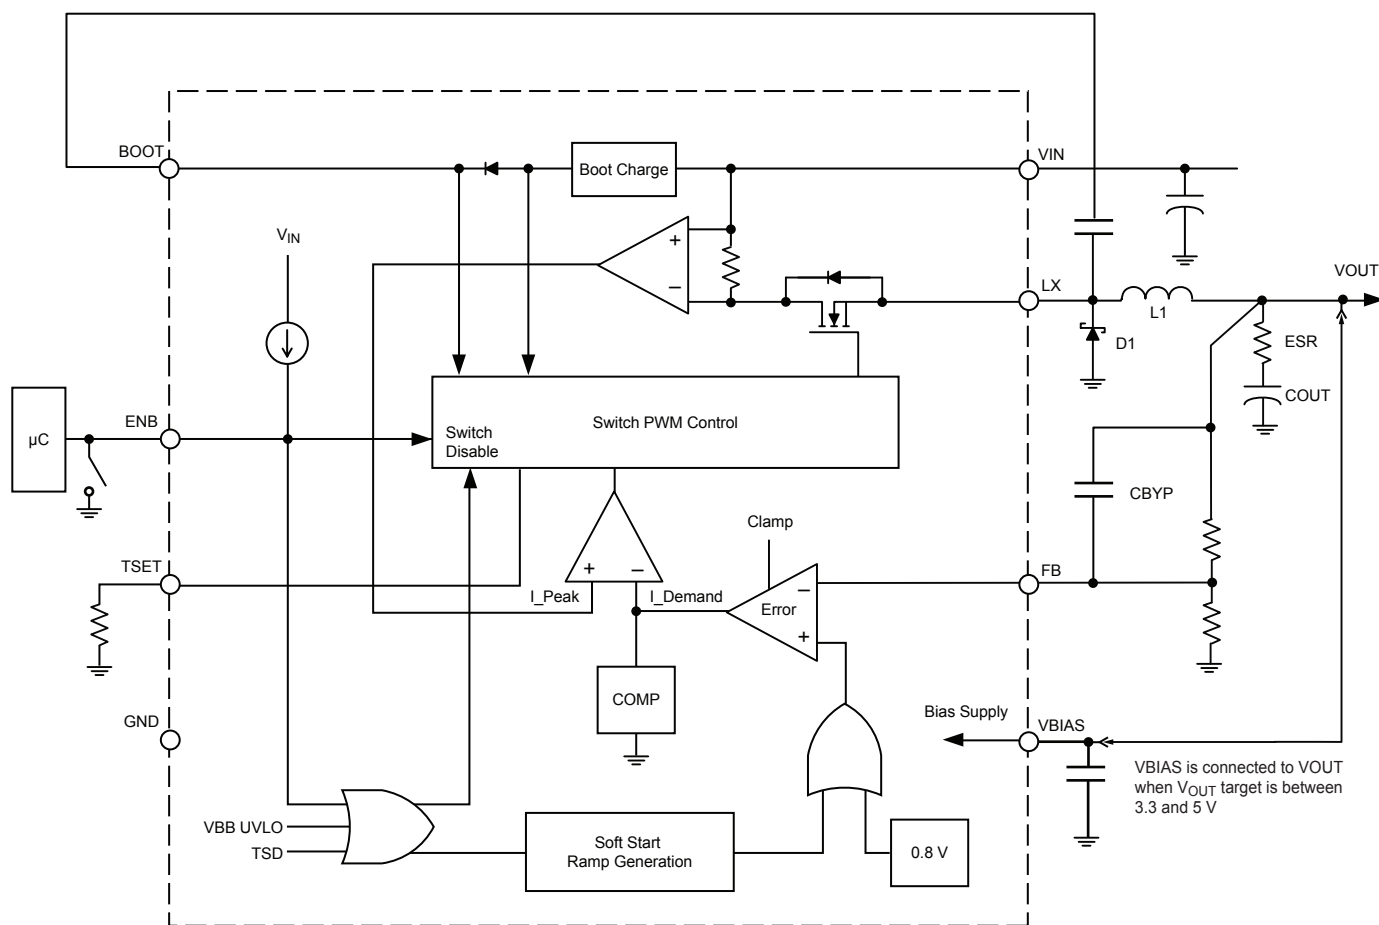 BOOT
Boot Charge
VIN
VIN
+
−
LX
L1
VOUT
D1
ESR
COUT
µC
ENB
Switch
Disable
Switch PWM Control
CBYP
Clamp
TSET
+
−
I_Peak
I_Demand
Error
−
+
FB
COMP
GND
Bias Supply
VBIAS
VBIAS is connected to VOUT
when VOUT target is between
3.3 and 5 V
VBB UVLO
TSD
Soft Start
Ramp Generation
0.8 V